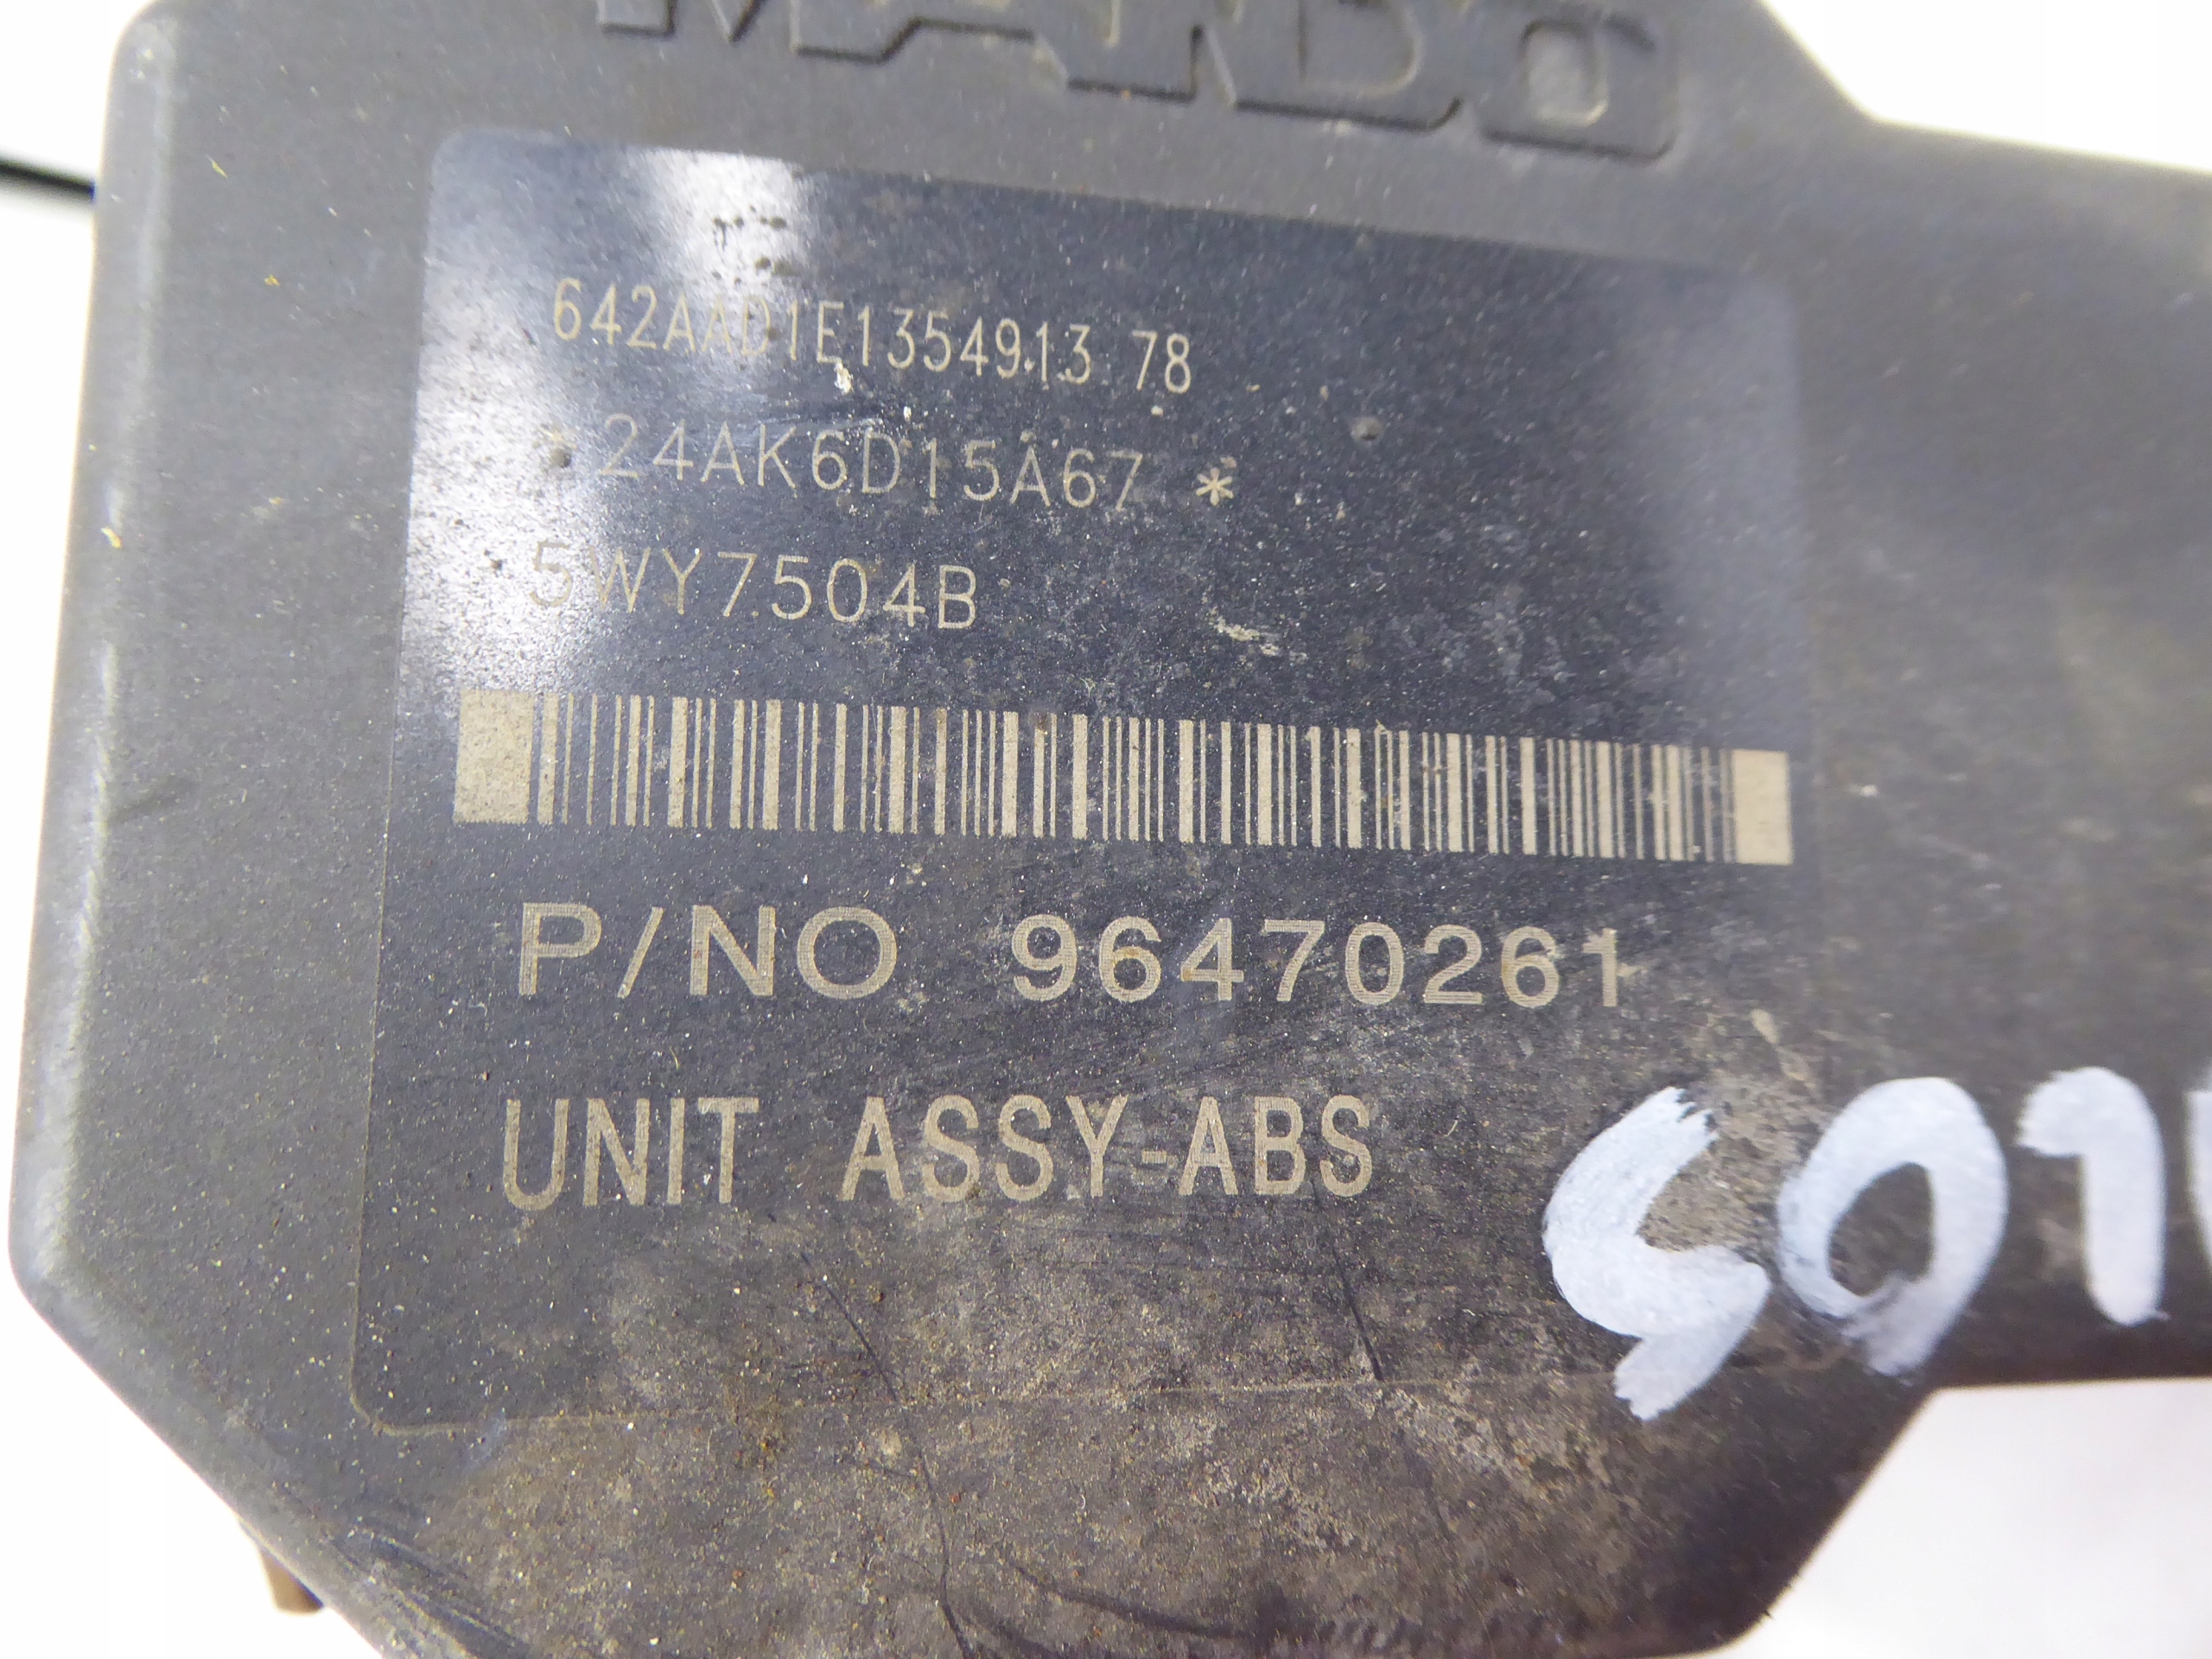 MANDO
642AAD1E1354913 78
*24AK6D15A67 *
5WY7504B
P/NO 96470261
UNIT ASSY-ABS